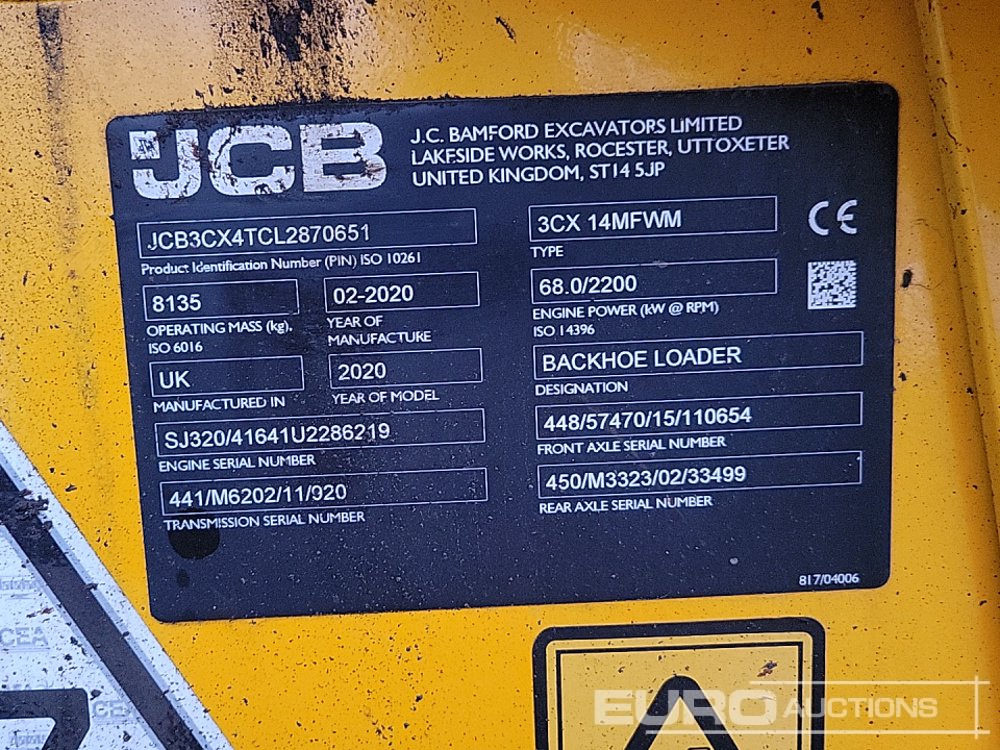 JCB
J.C. BAMFORD EXCAVATORS LIMITED
LAKESIDE WORKS, ROCESTER, UTTOXETER
UNITED KINGDOM, ST14 5JP
JCB3CX4TCL2870651
Product Identification Number (PIN) ISO 10261
3CX 14MFWM
TYPE
CE
8135
OPERATING MASS (kg),
ISO 6016
02-2020
YEAR OF
MANUFACTURE
68.0/2200
ENGINE POWER (kW @ RPM)
ISO 14396
UK
MANUFACTURED IN
2020
YEAR OF MODEL
BACKHOE LOADER
DESIGNATION
SJ320/41641U2286219
ENGINE SERIAL NUMBER
448/57470/15/110654
FRONT AXLE SERIAL NUMBER
441/M6202/11/920
TRANSMISSION SERIAL NUMBER
450/M3323/02/33499
REAR AXLE SERIAL NUMBER
817/04006
CEA
EURO AUCTIONS